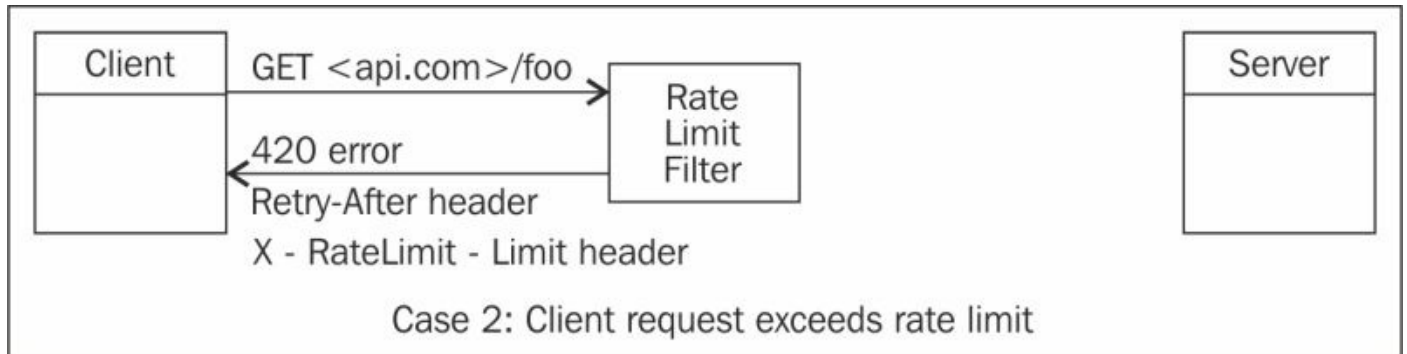 Client
GET <api.com>/foo
Rate
Limit
Filter
Server
420 error
Retry-After header
X - RateLimit - Limit header
Case 2: Client request exceeds rate limit